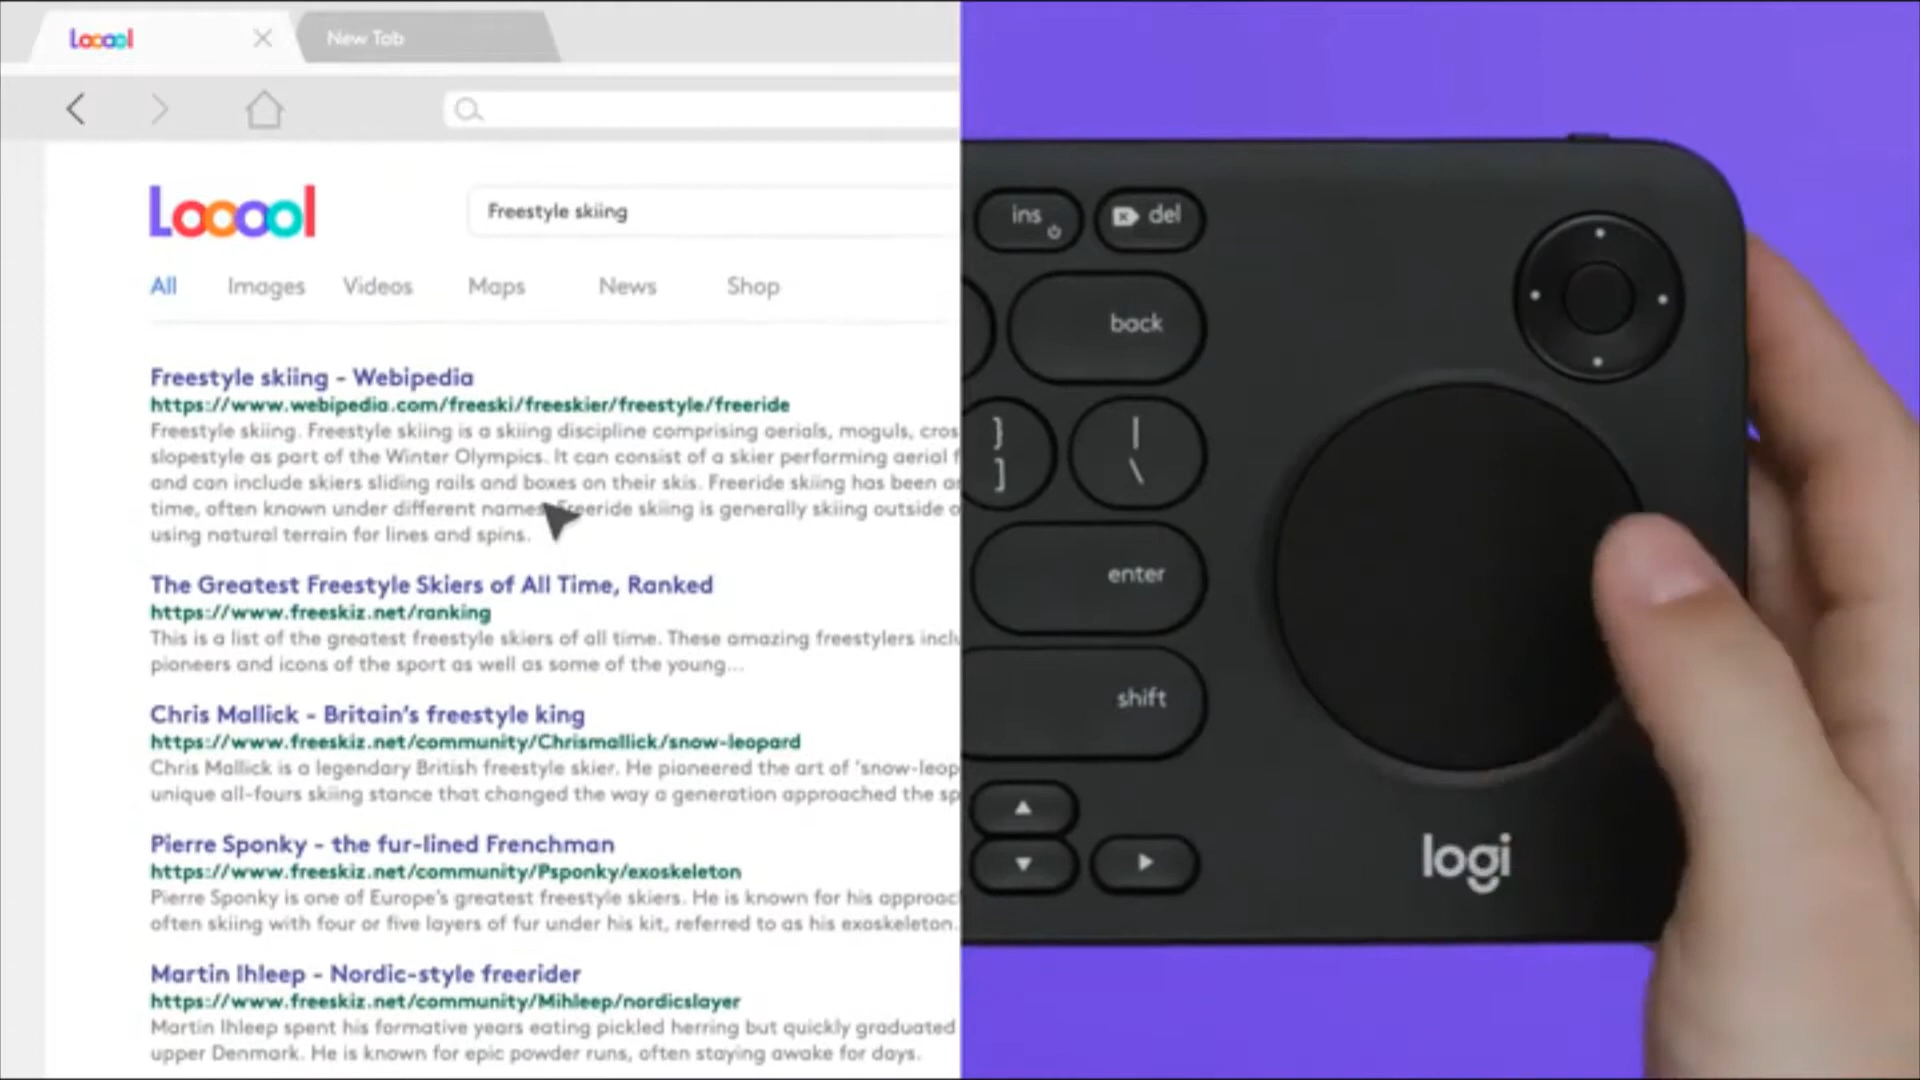 Looool
New Tab
Looool
Freestyle skiing
All Images Videos Maps News Shop
Freestyle skiing - Webipedia
https://www.webipedia.com/freeski/freeskier/freestyle/freeride
Freestyle skiing. Freestyle skiing is a skiing discipline comprising aerials, moguls, cros
slopestyle as part of the Winter Olympics. It can consist of a skier performing aerial f
and can include skiers sliding rails and boxes on their skis. Freeride skiing has been
time, often known under different names. Freeride skiing is generally skiing outside
using natural terrain for lines and spins.
The Greatest Freestyle Skiers of All Time, Ranked
https://www.freeskiz.net/ranking
This is a list of the greatest freestyle skiers of all time. These amazing freestylers inclu
pioneers and icons of the sport as well as some of the young...
Chris Mallick - Britain's freestyle king
https://www.freeskiz.net/community/Chrismallick/snow-leopard
Chris Mallick is a legendary British freestyle skier. He pioneered the art of 'snow-leop
unique all-fours skiing stance that changed the way a generation approached the sp
Pierre Sponky - the fur-lined Frenchman
https://www.freeskiz.net/community/Psponky/exoskeleton
Pierre Sponky is one of Europe's greatest freestyle skiers. He is known for his approac
often skiing with four or five layers of fur under his kit, referred to as his exoskeleton.
Martin Ihleep - Nordic-style freerider
https://www.freeskiz.net/community/Mihleep/nordicslayer
Martin Ihleep spent his formative years eating pickled herring but quickly graduated
upper Denmark. He is known for epic powder runs, often staying awake for days.
ins
del
back
}
]
|
\
enter
shift
logi